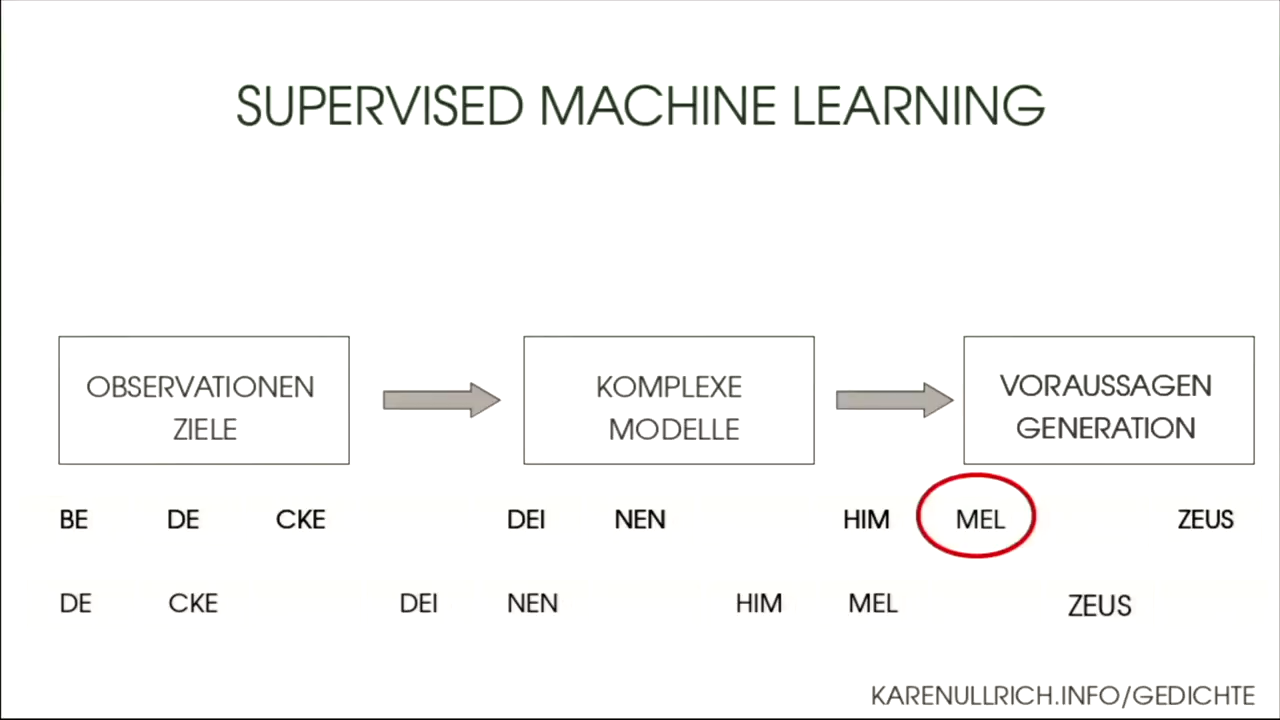 SUPERVISED MACHINE LEARNING
OBSERVATIONEN
ZIELE
KOMPLEXE
MODELLE
VORAUSSAGEN
GENERATION
BE DE CKE DEI NEN HIM MEL ZEUS
DE CKE DEI NEN HIM MEL ZEUS
KARENULLRICH.INFO/GEDICHTE